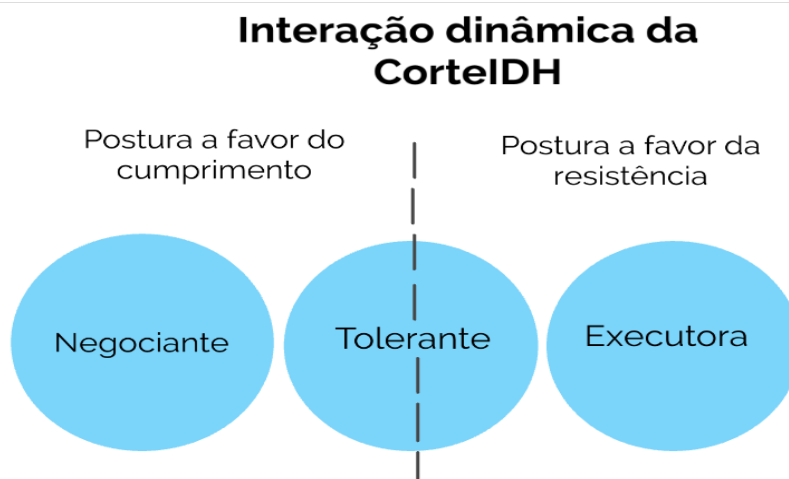 Interação dinâmica da
CorteIDH
Postura a favor do
cumprimento
Postura a favor da
resistência
Negociante
Tolerante
Executora